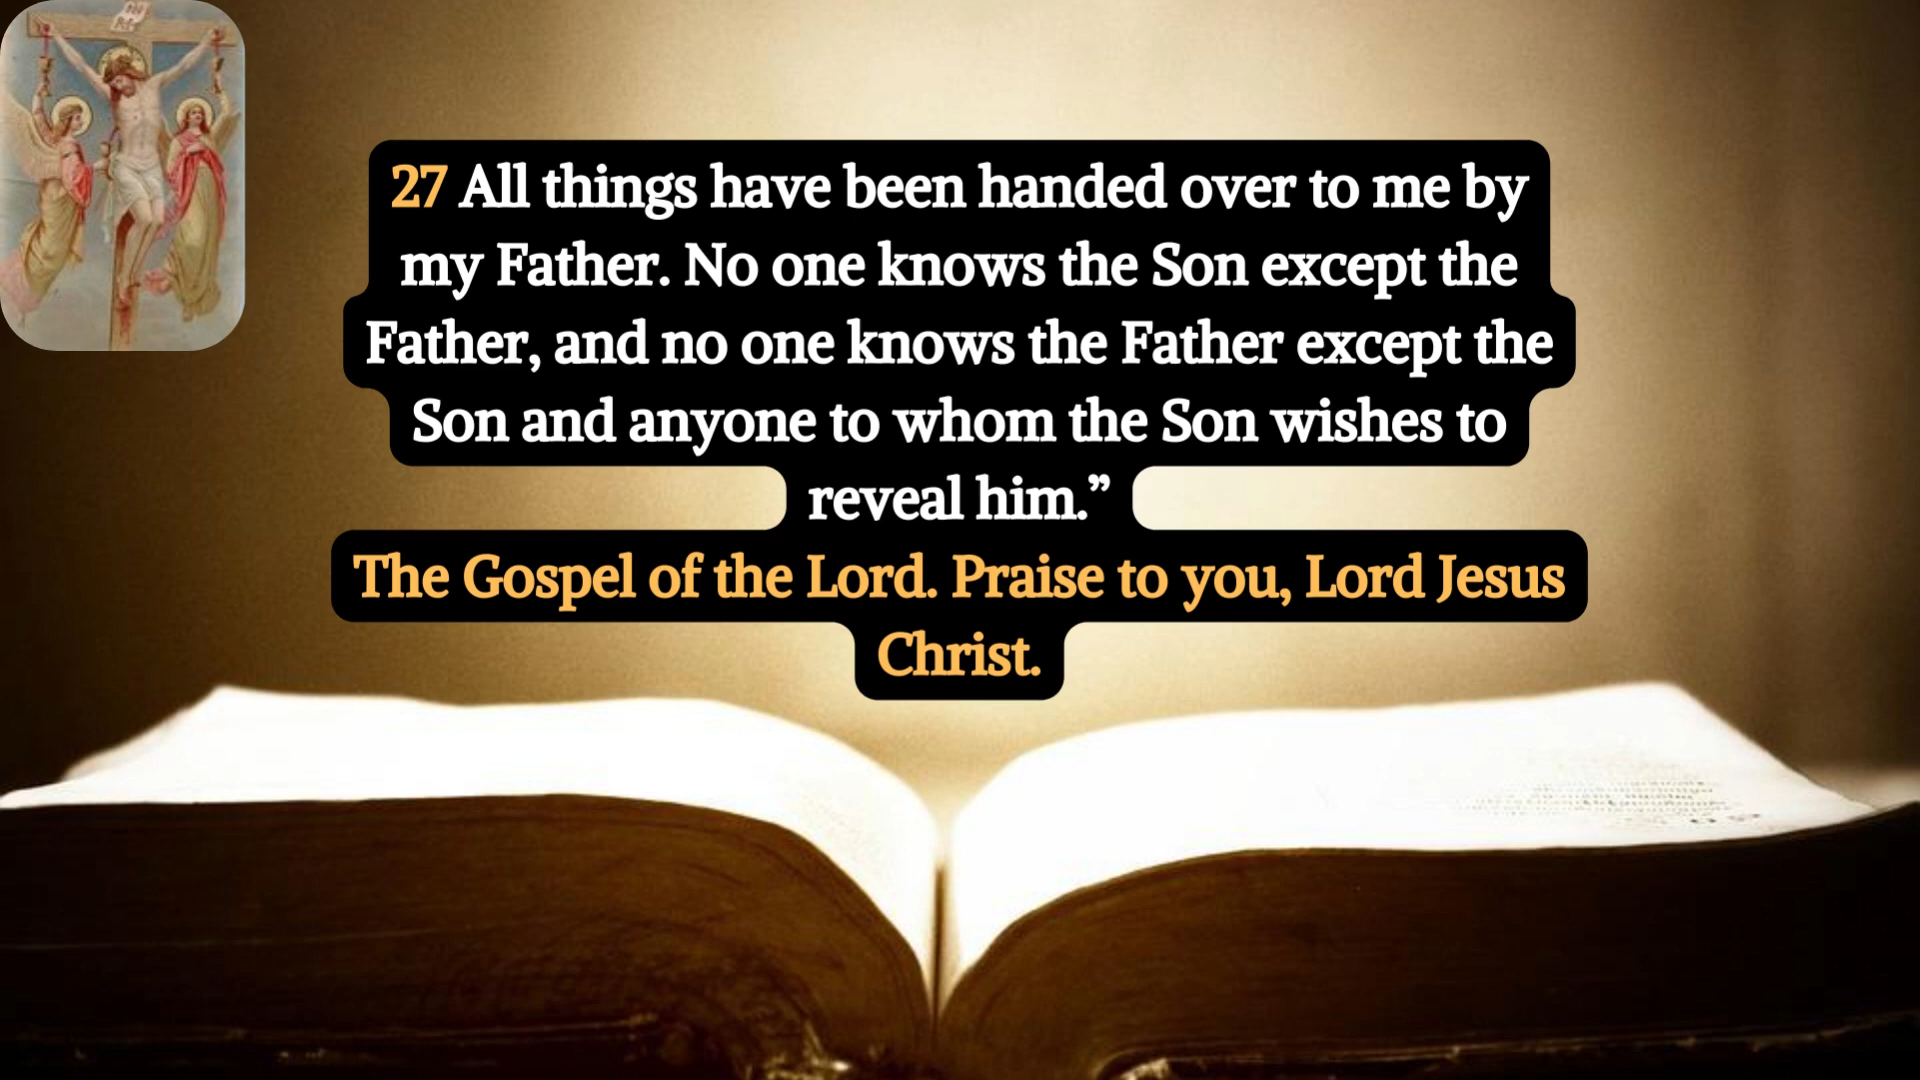 27 All things have been handed over to me by
my Father. No one knows the Son except the
Father, and no one knows the Father except the
Son and anyone to whom the Son wishes to
reveal him.”
The Gospel of the Lord. Praise to you, Lord Jesus
Christ.